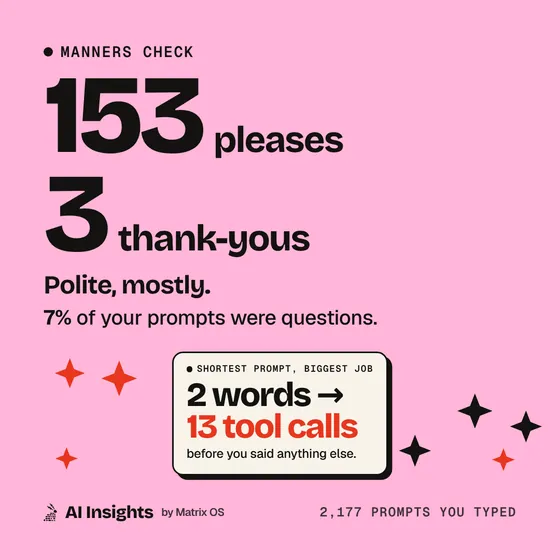 MANNERS CHECK
153 pleases
3 thank-yous
Polite, mostly.
7% of your prompts were questions.
SHORTEST PROMPT, BIGGEST JOB
2 words →
13 tool calls
before you said anything else.
AI Insights by Matrix OS
2,177 PROMPTS YOU TYPED